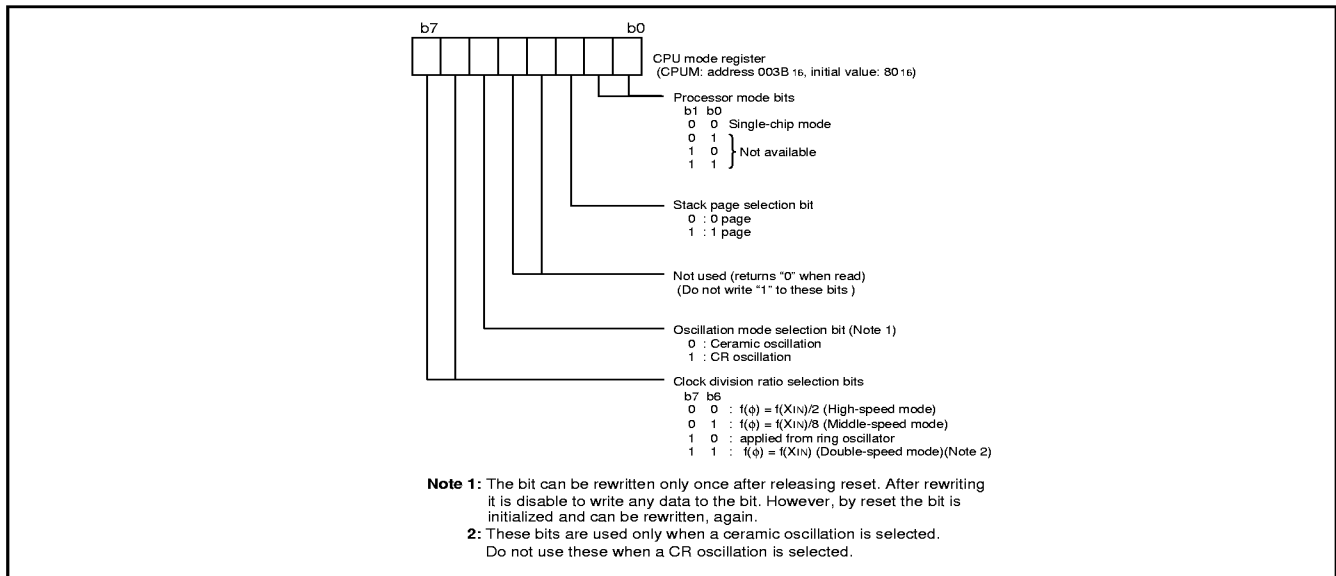 b7 b0
CPU mode register
(CPUM: address 003B 16, initial value: 80 16)
Processor mode bits
b1 b0
0 0 Single-chip mode
0 1
1 0 Not available
1 1
Stack page selection bit
0 : 0 page
1 : 1 page
Not used (returns “0” when read)
(Do not write “1” to these bits )
Oscillation mode selection bit (Note 1)
0 : Ceramic oscillation
1 : CR oscillation
Clock division ratio selection bits
b7 b6
0 0 : f(ϕ) = f(XIN)/2 (High-speed mode)
0 1 : f(ϕ) = f(XIN)/8 (Middle-speed mode)
1 0 : applied from ring oscillator
1 1 : f(ϕ) = f(XIN) (Double-speed mode)(Note 2)
Note 1: The bit can be rewritten only once after releasing reset. After rewriting
it is disable to write any data to the bit. However, by reset the bit is
initialized and can be rewritten, again.
2: These bits are used only when a ceramic oscillation is selected.
Do not use these when a CR oscillation is selected.